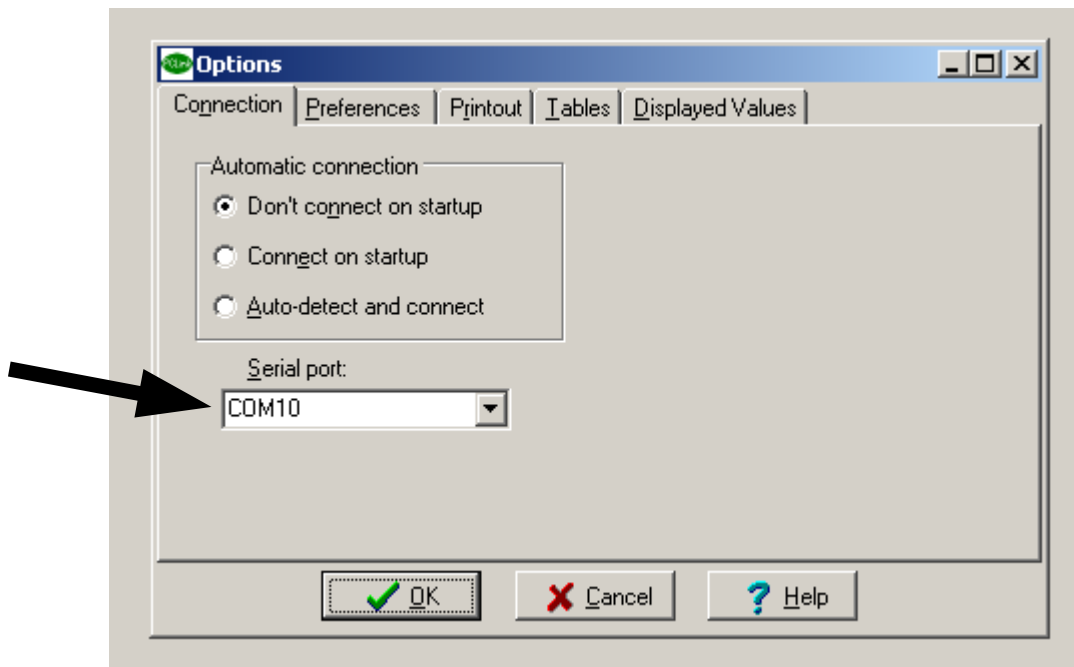 Options
Connection Preferences Printout Tables Displayed Values
Automatic connection
Don't connect on startup
Connect on startup
Auto-detect and connect
Serial port:
COM10
OK Cancel Help